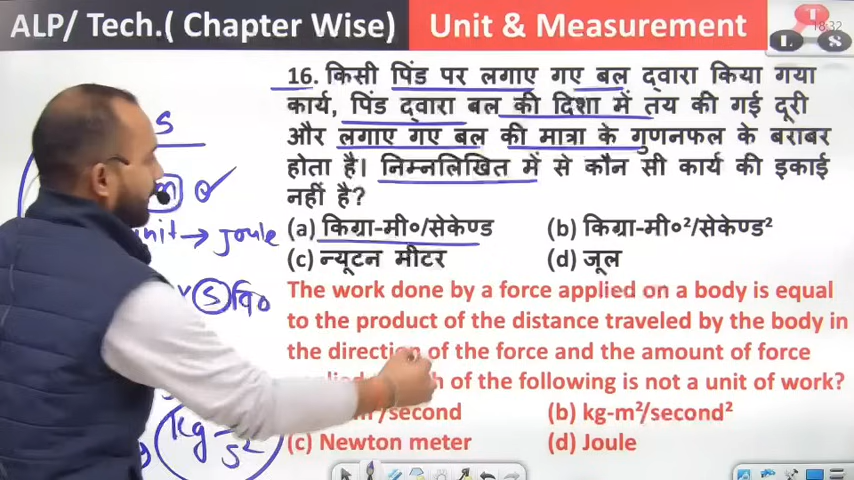 ALP/ Tech.( Chapter Wise) Unit & Measurement
T
18:32
L S
16. किसी पिंड पर लगाए गए बल द्वारा किया गया
कार्य, पिंड द्वारा बल की दिशा में तय की गई दूरी
और लगाए गए बल की मात्रा के गुणनफल के बराबर
होता है। निम्नलिखित में से कौन सी कार्य की इकाई
नहीं है?
(a) किग्रा-मी०/सेकेण्ड (b) किग्रा-मी०²/सेकेण्ड²
(c) न्यूटन मीटर (d) जूल
The work done by a force applied on a body is equal
to the product of the distance traveled by the body in
the direction of the force and the amount of force
of the following is not a unit of work?
/second (b) kg-m²/second²
(c) Newton meter (d) Joule
S
unit → Joule
S
Kg
S²